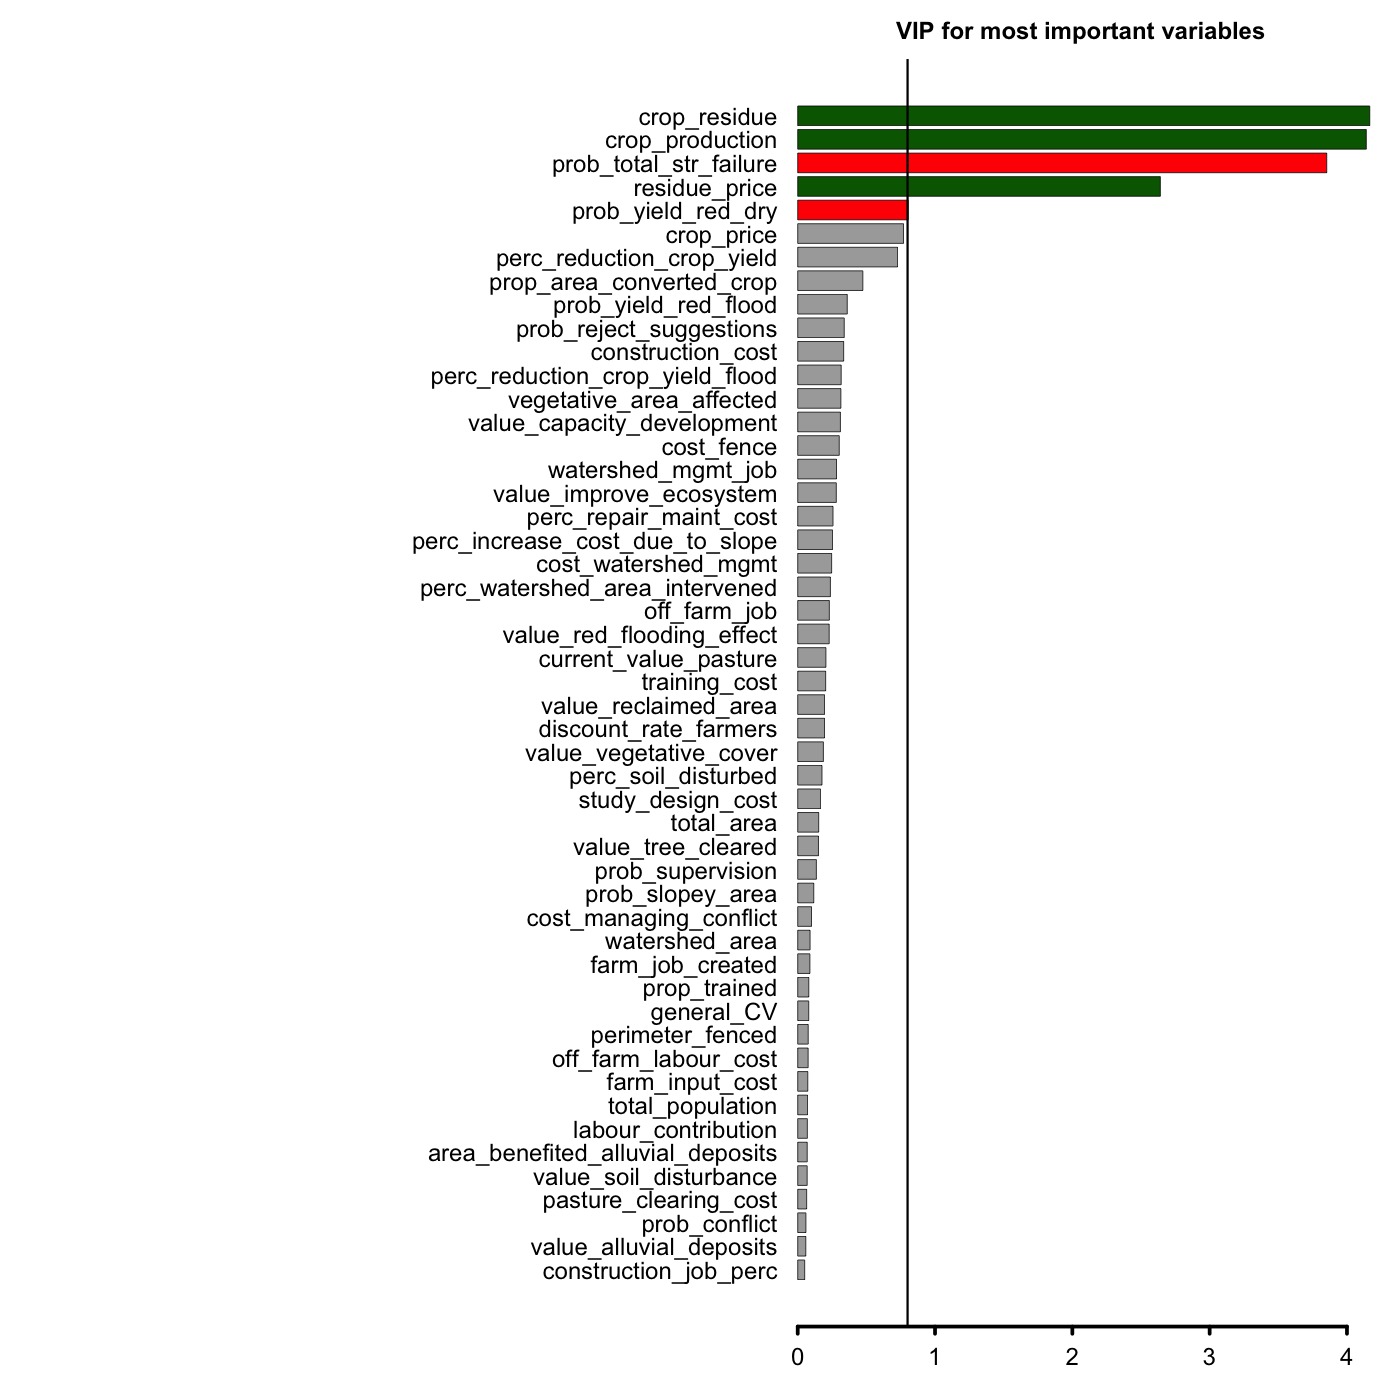 VIP for most important variables
crop_residue
crop_production
prob_total_str_failure
residue_price
prob_yield_red_dry
crop_price
perc_reduction_crop_yield
prop_area_converted_crop
prob_yield_red_flood
prob_reject_suggestions
construction_cost
perc_reduction_crop_yield_flood
vegetative_area_affected
value_capacity_development
cost_fence
watershed_mgmt_job
value_improve_ecosystem
perc_repair_maint_cost
perc_increase_cost_due_to_slope
cost_watershed_mgmt
perc_watershed_area_intervened
off_farm_job
value_red_flooding_effect
current_value_pasture
training_cost
value_reclaimed_area
discount_rate_farmers
value_vegetative_cover
perc_soil_disturbed
study_design_cost
total_area
value_tree_cleared
prob_supervision
prob_slopey_area
cost_managing_conflict
watershed_area
farm_job_created
prop_trained
general_CV
perimeter_fenced
off_farm_labour_cost
farm_input_cost
total_population
labour_contribution
area_benefited_alluvial_deposits
value_soil_disturbance
pasture_clearing_cost
prob_conflict
value_alluvial_deposits
construction_job_perc
0 1 2 3 4